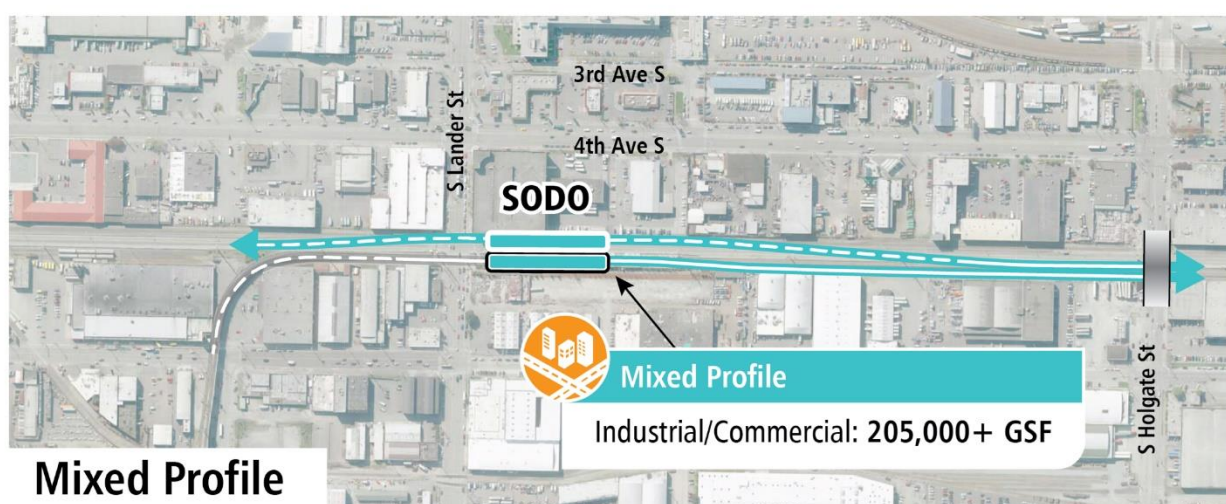 3rd Ave S
S Lander St
4th Ave S
SODO
Mixed Profile
Industrial/Commercial: 205,000+ GSF
S Holgate St
Mixed Profile